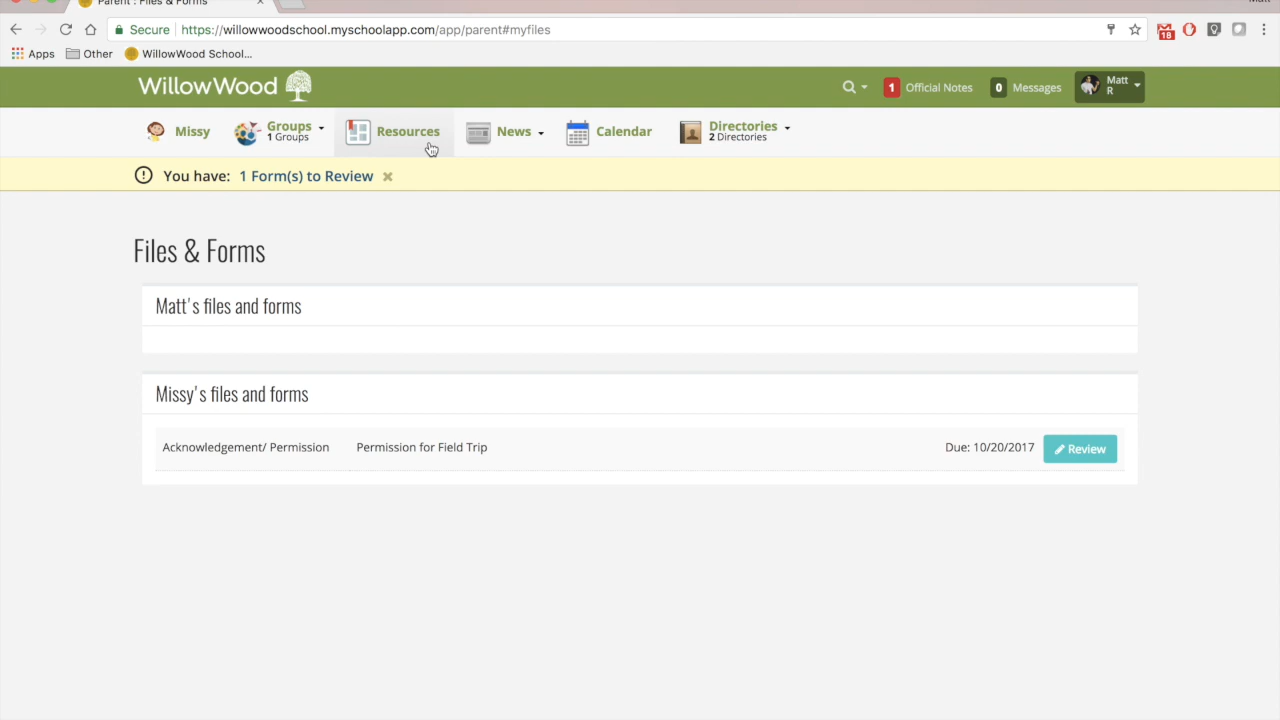 Parent : Files & Forms
Matt
Secure https://willowwoodschool.myschoolapp.com/app/parent#myfiles
18
Apps Other WillowWood School...
WillowWood
1 Official Notes 0 Messages Matt R
Missy Groups 1 Groups Resources News Calendar Directories 2 Directories
You have: 1 Form(s) to Review
Files & Forms
Matt's files and forms
Missy's files and forms
Acknowledgement/ Permission Permission for Field Trip Due: 10/20/2017 Review